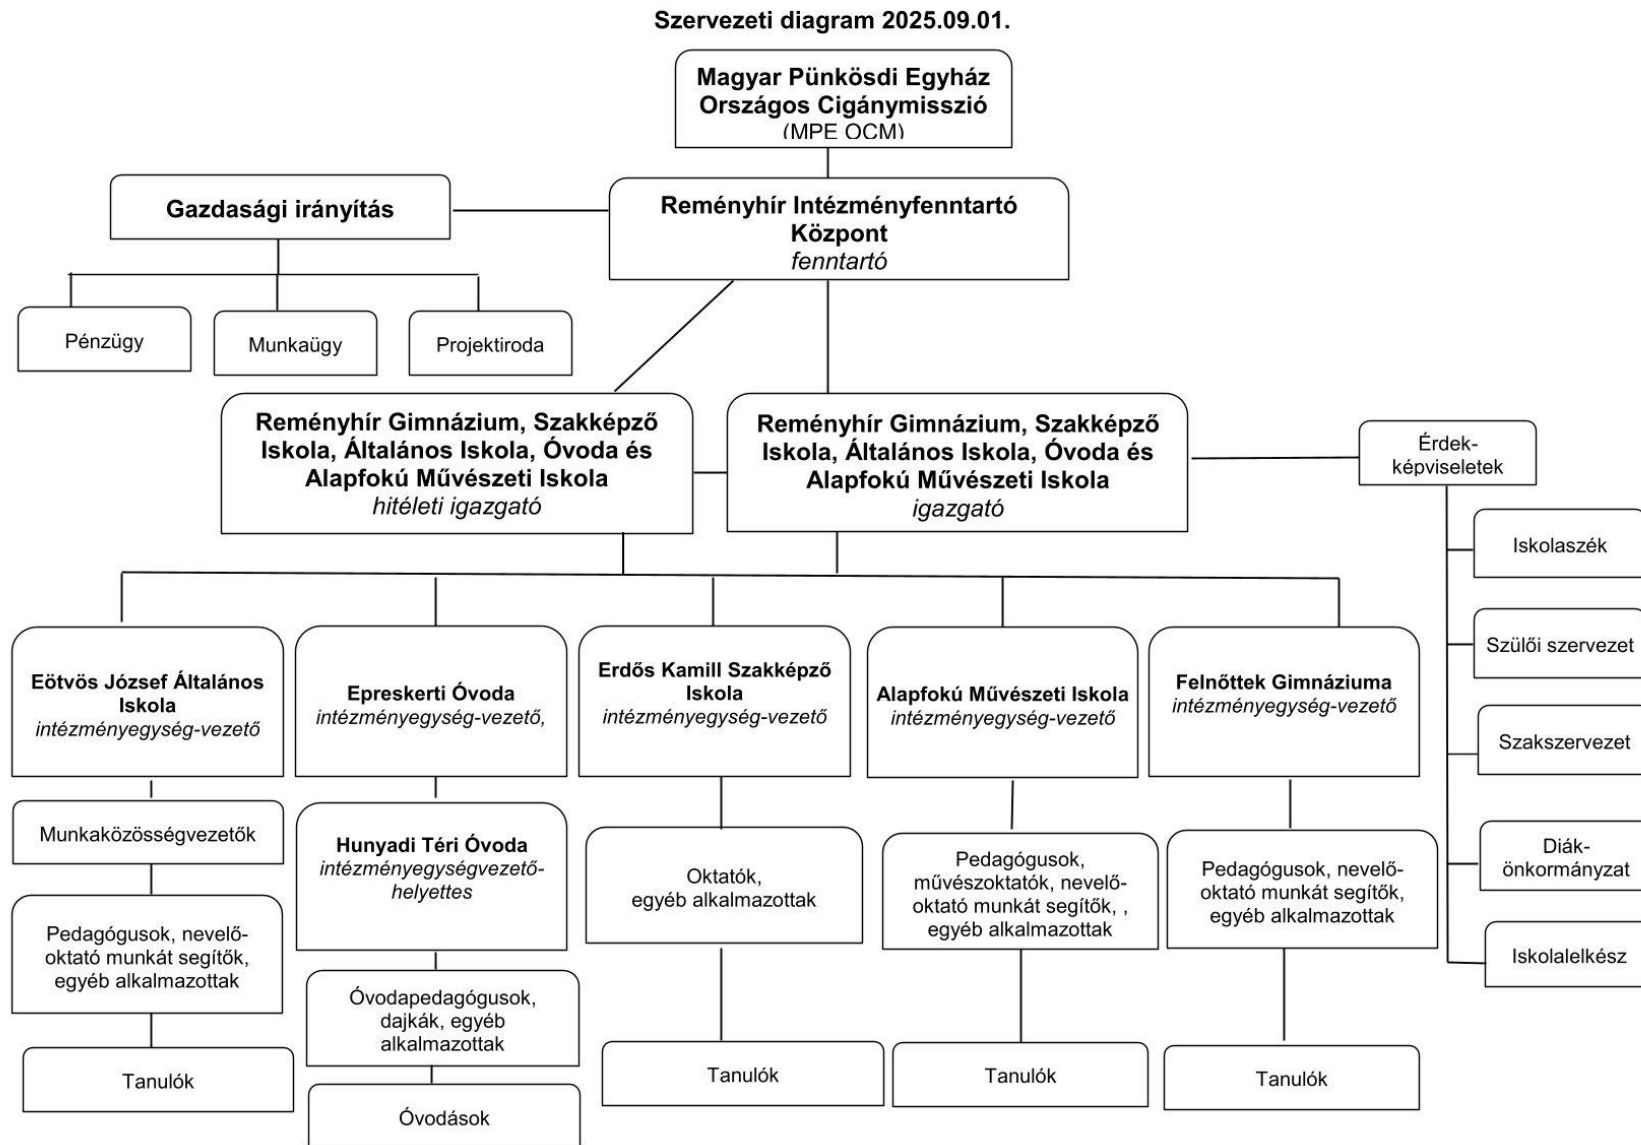 Szervezeti diagram 2025.09.01.
Magyar Pünkösdi Egyház
Országos Cigánymisszió
(MPE OCM)
Gazdasági irányítás
Reményhír Intézményfenntartó
Központ
fenntartó
Pénzügy
Munkaügy
Projektiroda
Reményhír Gimnázium, Szakképző
Iskola, Általános Iskola, Óvoda és
Alapfokú Művészeti Iskola
hitéleti igazgató
Reményhír Gimnázium, Szakképző
Iskola, Általános Iskola, Óvoda és
Alapfokú Művészeti Iskola
igazgató
Érdek-
képviseletek
Iskolaszék
Szülői szervezet
Szakszervezet
Diák-
önkormányzat
Iskolalelkész
Eötvös József Általános
Iskola
intézményegység-vezető
Epreskerti Óvoda
intézményegység-vezető,
Erdős Kamill Szakképző
Iskola
intézményegység-vezető
Alapfokú Művészeti Iskola
intézményegység-vezető
Felnőttek Gimnáziuma
intézményegység-vezető
Munkaközösségvezetők
Hunyadi Téri Óvoda
intézményegységvezető-
helyettes
Oktatók,
egyéb alkalmazottak
Pedagógusok,
művészoktatók, nevelő-
oktató munkát segítők, ,
egyéb alkalmazottak
Pedagógusok, nevelő-
oktató munkát segítők,
egyéb alkalmazottak
Pedagógusok, nevelő-
oktató munkát segítők,
egyéb alkalmazottak
Óvodapedagógusok,
dajkák, egyéb
alkalmazottak
Tanulók
Óvodások
Tanulók
Tanulók
Tanulók